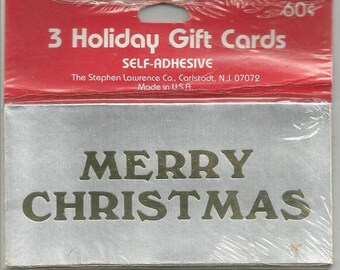 60¢
3 Holiday Gift Cards
SELF-ADHESIVE
The Stephen Lawrence Co., Carlstadt, N.J. 07072
Made in U.S.A.
MERRY
CHRISTMAS